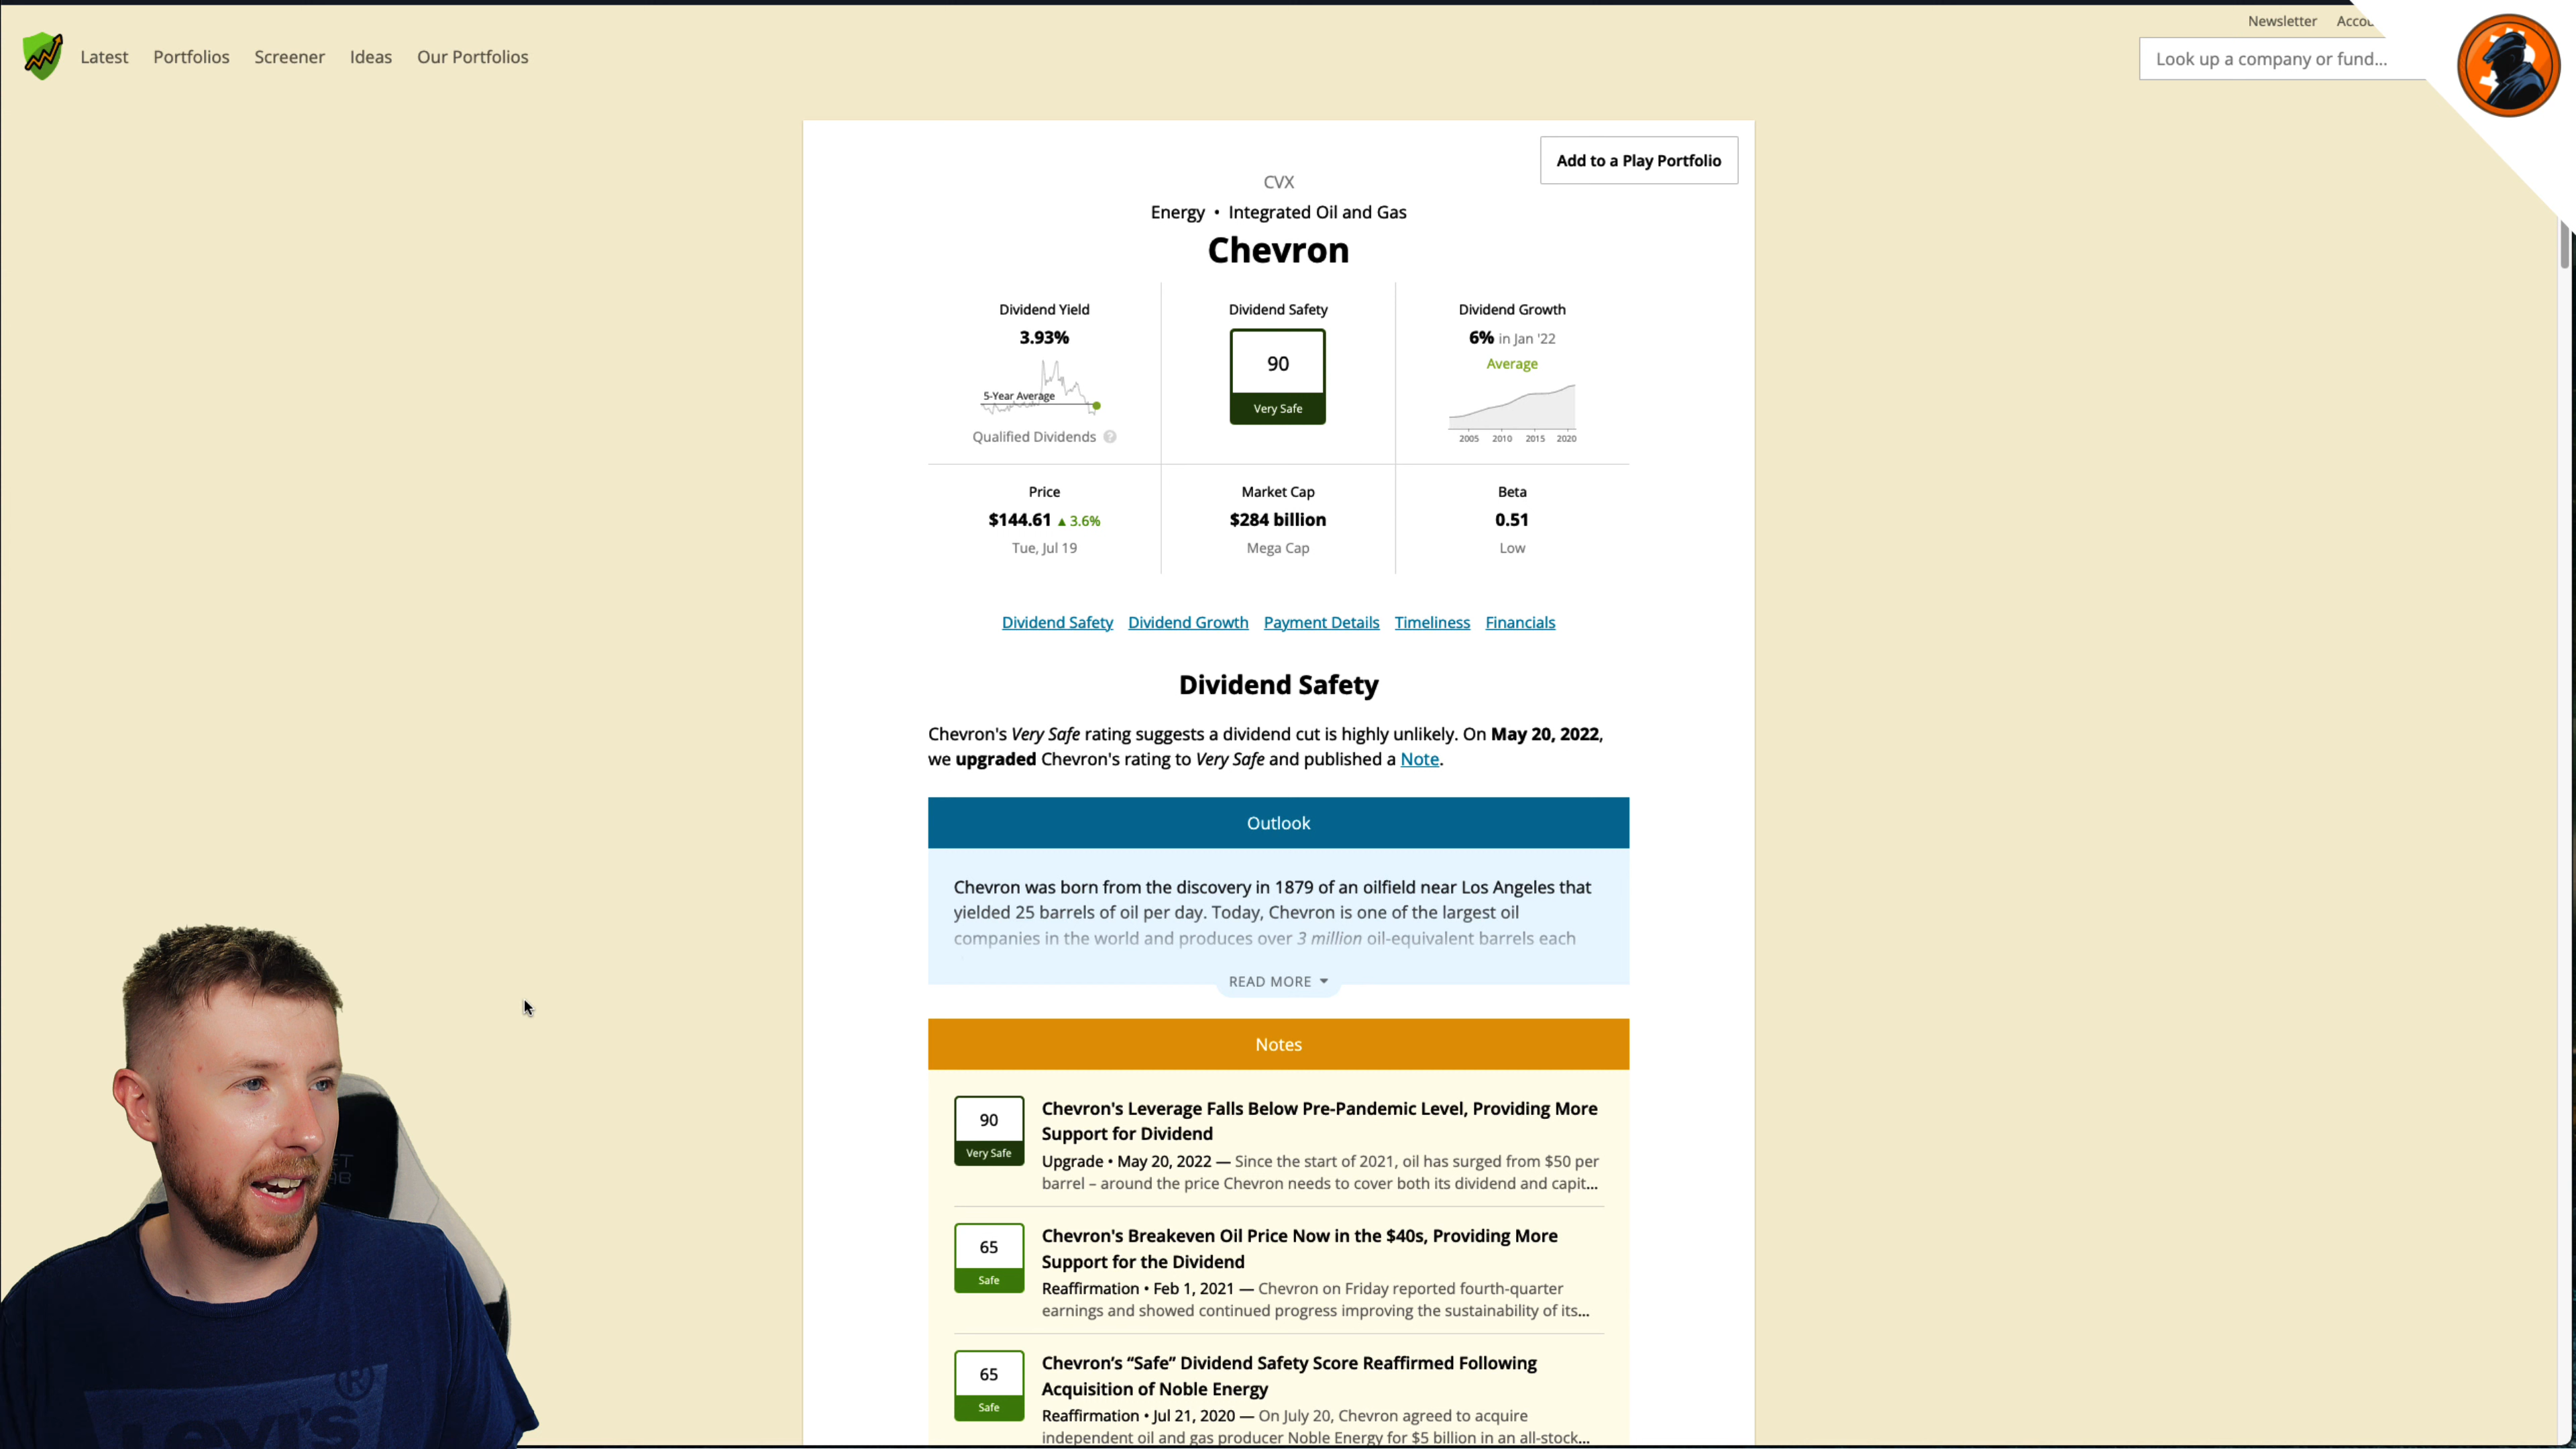 Newsletter
Latest Portfolios Screener Ideas Our Portfolios
Look up a company or fund...
Add to a Play Portfolio
CVX
Energy • Integrated Oil and Gas
Chevron
Dividend Yield
3.93%
5-Year Average
Qualified Dividends ?
Dividend Safety
90
Very Safe
Dividend Growth
6% in Jan '22
Average
2005 2010 2015 2020
Price
$144.61 ▲ 3.6%
Tue, Jul 19
Market Cap
$284 billion
Mega Cap
Beta
0.51
Low
Dividend Safety Dividend Growth Payment Details Timeliness Financials
Dividend Safety
Chevron's Very Safe rating suggests a dividend cut is highly unlikely. On May 20, 2022,
we upgraded Chevron's rating to Very Safe and published a Note.
Outlook
Chevron was born from the discovery in 1879 of an oilfield near Los Angeles that
yielded 25 barrels of oil per day. Today, Chevron is one of the largest oil
companies in the world and produces over 3 million oil-equivalent barrels each
READ MORE
Notes
90
Very Safe
Chevron's Leverage Falls Below Pre-Pandemic Level, Providing More
Support for Dividend
Upgrade • May 20, 2022 — Since the start of 2021, oil has surged from $50 per
barrel – around the price Chevron needs to cover both its dividend and capit...
65
Safe
Chevron's Breakeven Oil Price Now in the $40s, Providing More
Support for the Dividend
Reaffirmation • Feb 1, 2021 — Chevron on Friday reported fourth-quarter
earnings and showed continued progress improving the sustainability of its...
65
Safe
Chevron's “Safe” Dividend Safety Score Reaffirmed Following
Acquisition of Noble Energy
Reaffirmation • Jul 21, 2020 — On July 20, Chevron agreed to acquire
independent oil and gas producer Noble Energy for $5 billion in an all-stock...
Levi's ®